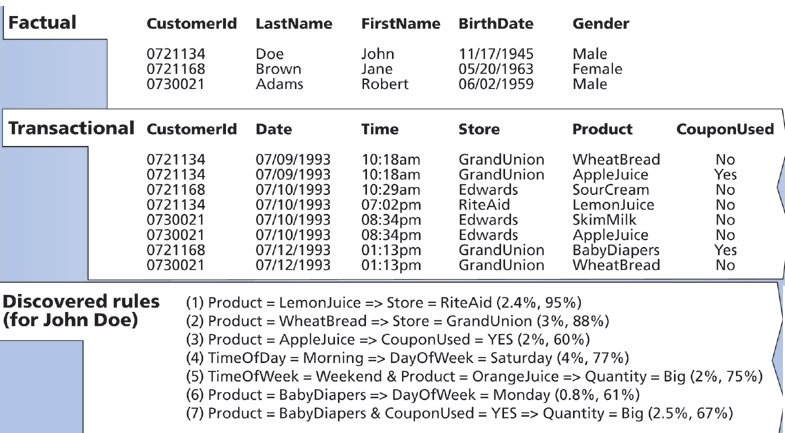 Factual CustomerId LastName FirstName BirthDate Gender
0721134 Doe John 11/17/1945 Male
0721168 Brown Jane 05/20/1963 Female
0730021 Adams Robert 06/02/1959 Male
Transactional CustomerId Date Time Store Product CouponUsed
0721134 07/09/1993 10:18am GrandUnion WheatBread No
0721134 07/09/1993 10:18am GrandUnion AppleJuice Yes
0721168 07/10/1993 10:29am Edwards SourCream No
0721134 07/10/1993 07:02pm RiteAid LemonJuice No
0730021 07/10/1993 08:34pm Edwards SkimMilk No
0730021 07/10/1993 08:34pm Edwards AppleJuice No
0721168 07/12/1993 01:13pm GrandUnion BabyDiapers Yes
0730021 07/12/1993 01:13pm GrandUnion WheatBread No
Discovered rules
(for John Doe)
(1) Product = LemonJuice => Store = RiteAid (2.4%, 95%)
(2) Product = WheatBread => Store = GrandUnion (3%, 88%)
(3) Product = AppleJuice => CouponUsed = YES (2%, 60%)
(4) TimeOfDay = Morning => DayOfWeek = Saturday (4%, 77%)
(5) TimeOfWeek = Weekend & Product = OrangeJuice => Quantity = Big (2%, 75%)
(6) Product = BabyDiapers => DayOfWeek = Monday (0.8%, 61%)
(7) Product = BabyDiapers & CouponUsed = YES => Quantity = Big (2.5%, 67%)